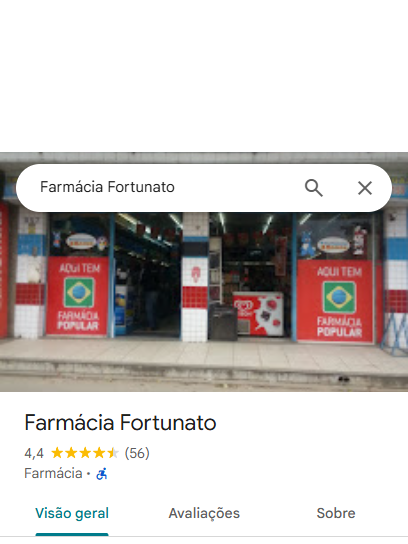 Farmácia Fortunato
AQUI TEM
FARMÁCIA
POPULAR
AQUI TEM
FARMÁCIA
POPULAR
Farmácia Fortunato
4,4 (56)
Farmácia ·
Visão geral
Avaliações
Sobre